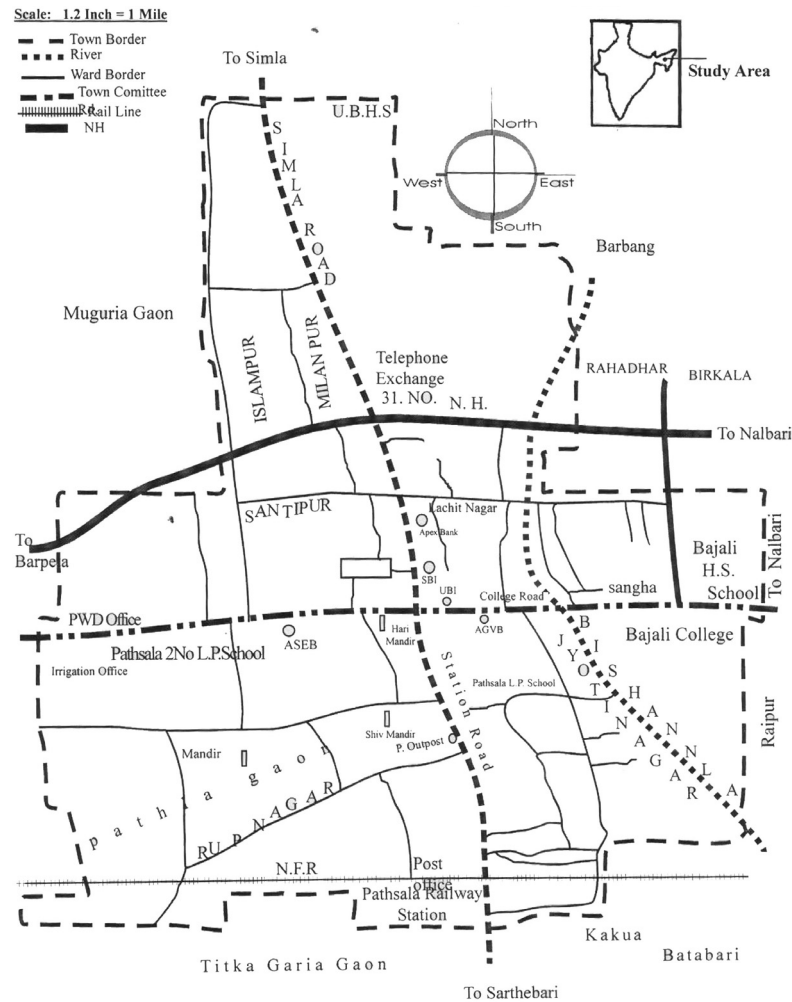 Scale: 1.2 Inch = 1 Mile
Town Border
River
Ward Border
Town Comittee
Rd.
Rail Line
NH
To Simla
Study Area
U.B.H.S
North
West
East
South
SIMLA ROAD
Barbang
Muguria Gaon
ISLAMPUR
MILAN PUR
Telephone
Exchange
31. NO.
N. H.
RAHADHAR
BIRKALA
To Nalbari
SANTIPUR
Lachit Nagar
Apex Bank
To
Barpeta
SBI
UBI
College Road
sangha
Bajali
H.S.
School
To Nalbari
PWD Office
ASEB
Hari
Mandir
AGVB
Bajali College
Pathsala 2No L.P.School
Irrigation Office
Station Road
Pathsala L P. School
JYOTINAGAR
BISHANNLA
Raipur
Shiv Mandir
P. Outpost
Mandir
pathla gaon
RUPNAGAR
N.F.R
Post
office
Pathsala Railway
Station
Kakua
Batabari
Titka Garia Gaon
To Sarthebari